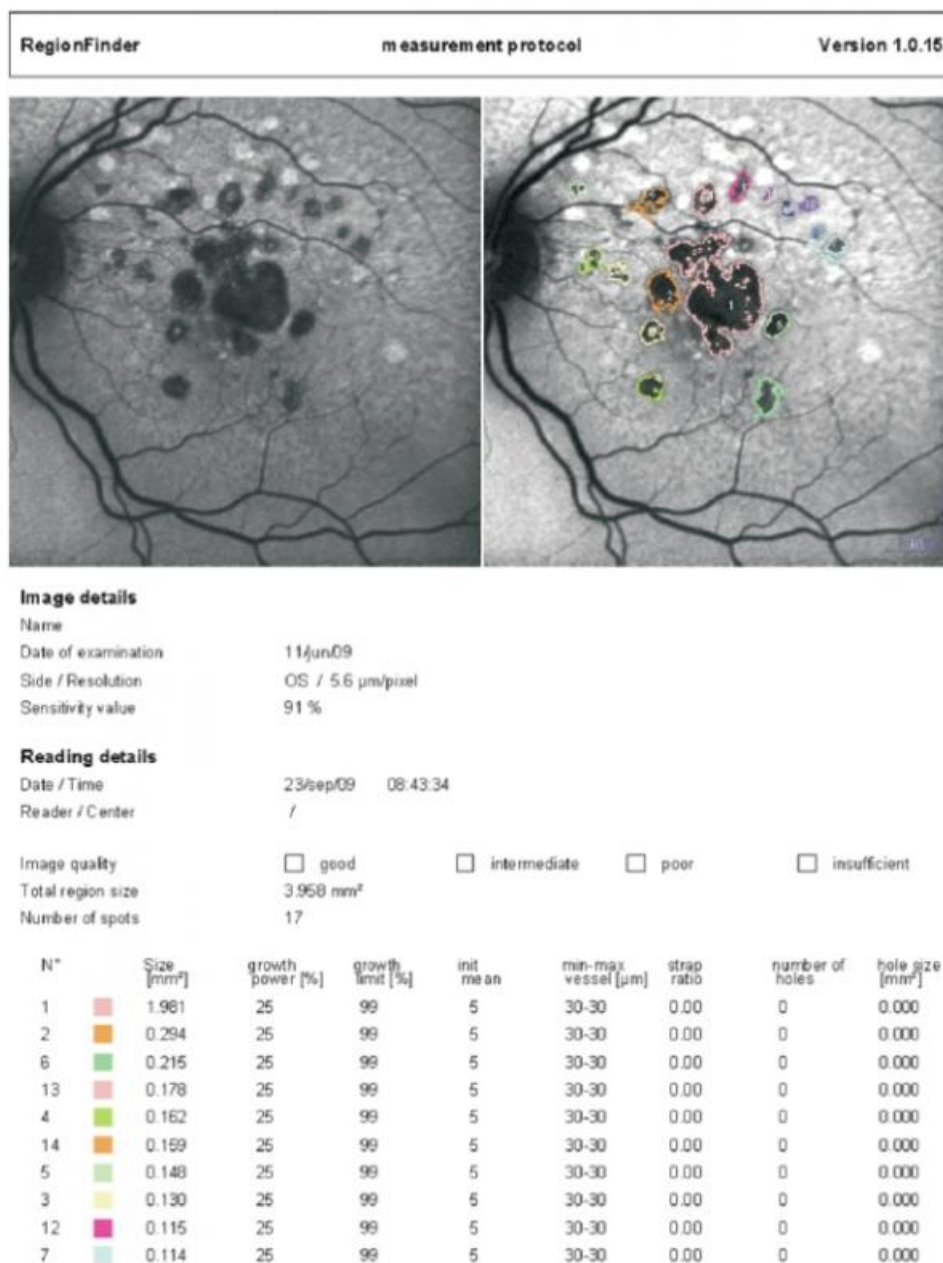 RegionFinder measurement protocol Version 1.0.15
Image details
Name
Date of examination 11/jun/09
Side / Resolution OS / 5.6 µm/pixel
Sensitivity value 91 %
Reading details
Date / Time 23/sep/09 08:43:34
Reader / Center /
Image quality good intermediate poor insufficient
Total region size 3.958 mm²
Number of spots 17
N° Size [mm²] growth power [%] growth limit [%] init mean min-max vessel [µm] strap ratio number of holes hole size [mm²]
1 1.981 25 99 5 30-30 0.00 0 0.000
2 0.294 25 99 5 30-30 0.00 0 0.000
6 0.215 25 99 5 30-30 0.00 0 0.000
13 0.178 25 99 5 30-30 0.00 0 0.000
4 0.162 25 99 5 30-30 0.00 0 0.000
14 0.159 25 99 5 30-30 0.00 0 0.000
5 0.148 25 99 5 30-30 0.00 0 0.000
3 0.130 25 99 5 30-30 0.00 0 0.000
12 0.115 25 99 5 30-30 0.00 0 0.000
7 0.114 25 99 5 30-30 0.00 0 0.000